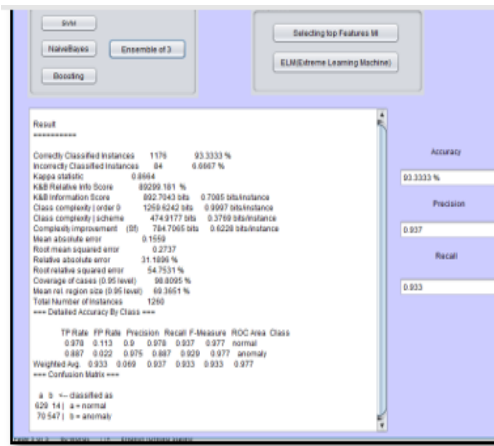 SVM
NaiveBayes
Ensemble of 3
Boosting
Selecting top Features MI
ELM(Extreme Learning Machine)
Result
==========
Correctly Classified Instances 1176 93.3333 %
Incorrectly Classified Instances 84 6.6667 %
Kappa statistic 0.8664
K&B Relative Info Score 89299.181 %
K&B Information Score 892.7043 bits 0.7085 bits/instance
Class complexity | order 0 1259.6242 bits 0.9997 bits/instance
Class complexity | scheme 474.9177 bits 0.3769 bits/instance
Complexity improvement (Sf) 784.7065 bits 0.6228 bits/instance
Mean absolute error 0.1559
Root mean squared error 0.2737
Relative absolute error 31.1896 %
Root relative squared error 54.7531 %
Coverage of cases (0.95 level) 98.8095 %
Mean rel. region size (0.95 level) 69.3651 %
Total Number of Instances 1260
=== Detailed Accuracy By Class ===
TP Rate FP Rate Precision Recall F-Measure ROC Area Class
0.978 0.113 0.9 0.978 0.937 0.977 normal
0.887 0.022 0.975 0.887 0.929 0.977 anomaly
Weighted Avg. 0.933 0.069 0.937 0.933 0.933 0.977
=== Confusion Matrix ===
a b <-- classified as
629 14 | a = normal
70 547 | b = anomaly
Accuracy
93.3333 %
Precision
0.937
Recall
0.933